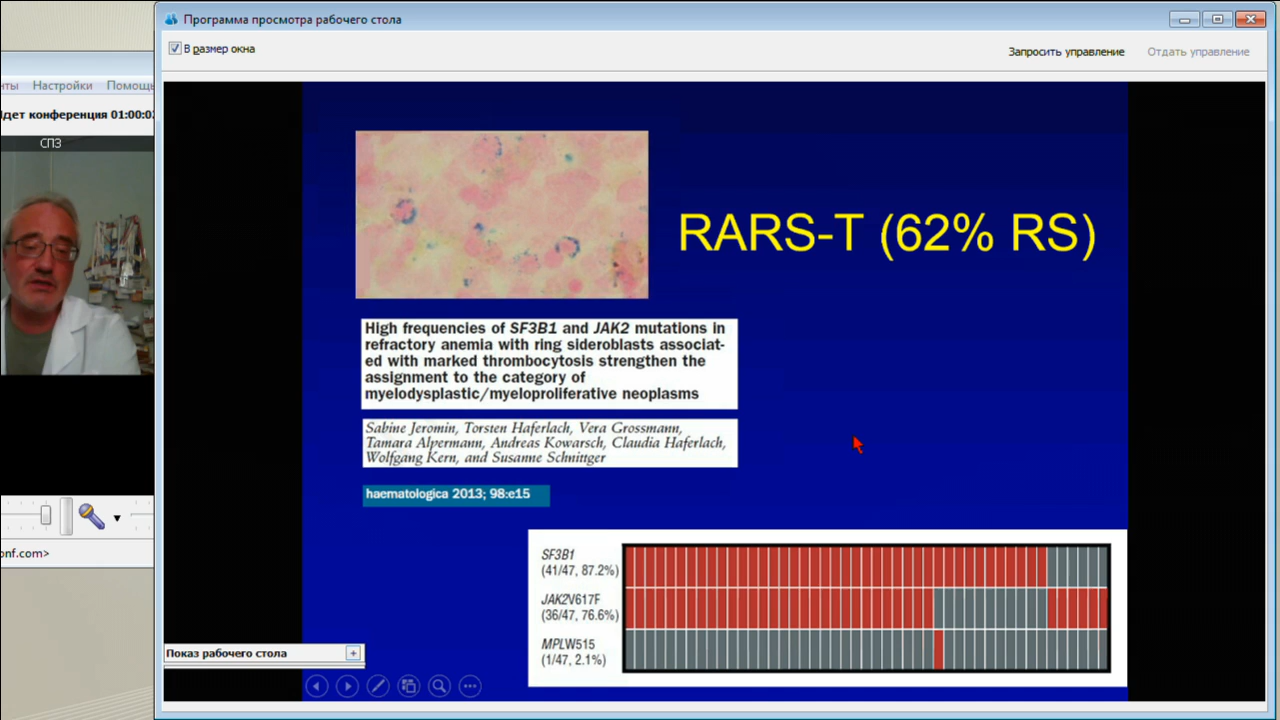 Программа просмотра рабочего стола
В размер окна
Запросить управление
Отдать управление
Настройки
Помощь
дет конференция 01:00:0
СПЗ
RARS-T (62% RS)
High frequencies of SF3B1 and JAK2 mutations in
refractory anemia with ring sideroblasts associat-
ed with marked thrombocytosis strengthen the
assignment to the category of
myelodysplastic/myeloproliferative neoplasms
Sabine Jeromin, Torsten Haferlach, Vera Grossmann,
Tamara Alpermann, Andreas Kowarsch, Claudia Haferlach,
Wolfgang Kern, and Susanne Schnittger
haematologica 2013; 98:e15
SF3B1
(41/47, 87.2%)
JAK2V617F
(36/47, 76.6%)
MPLW515
(1/47, 2.1%)
onf.com>
Показ рабочего стола